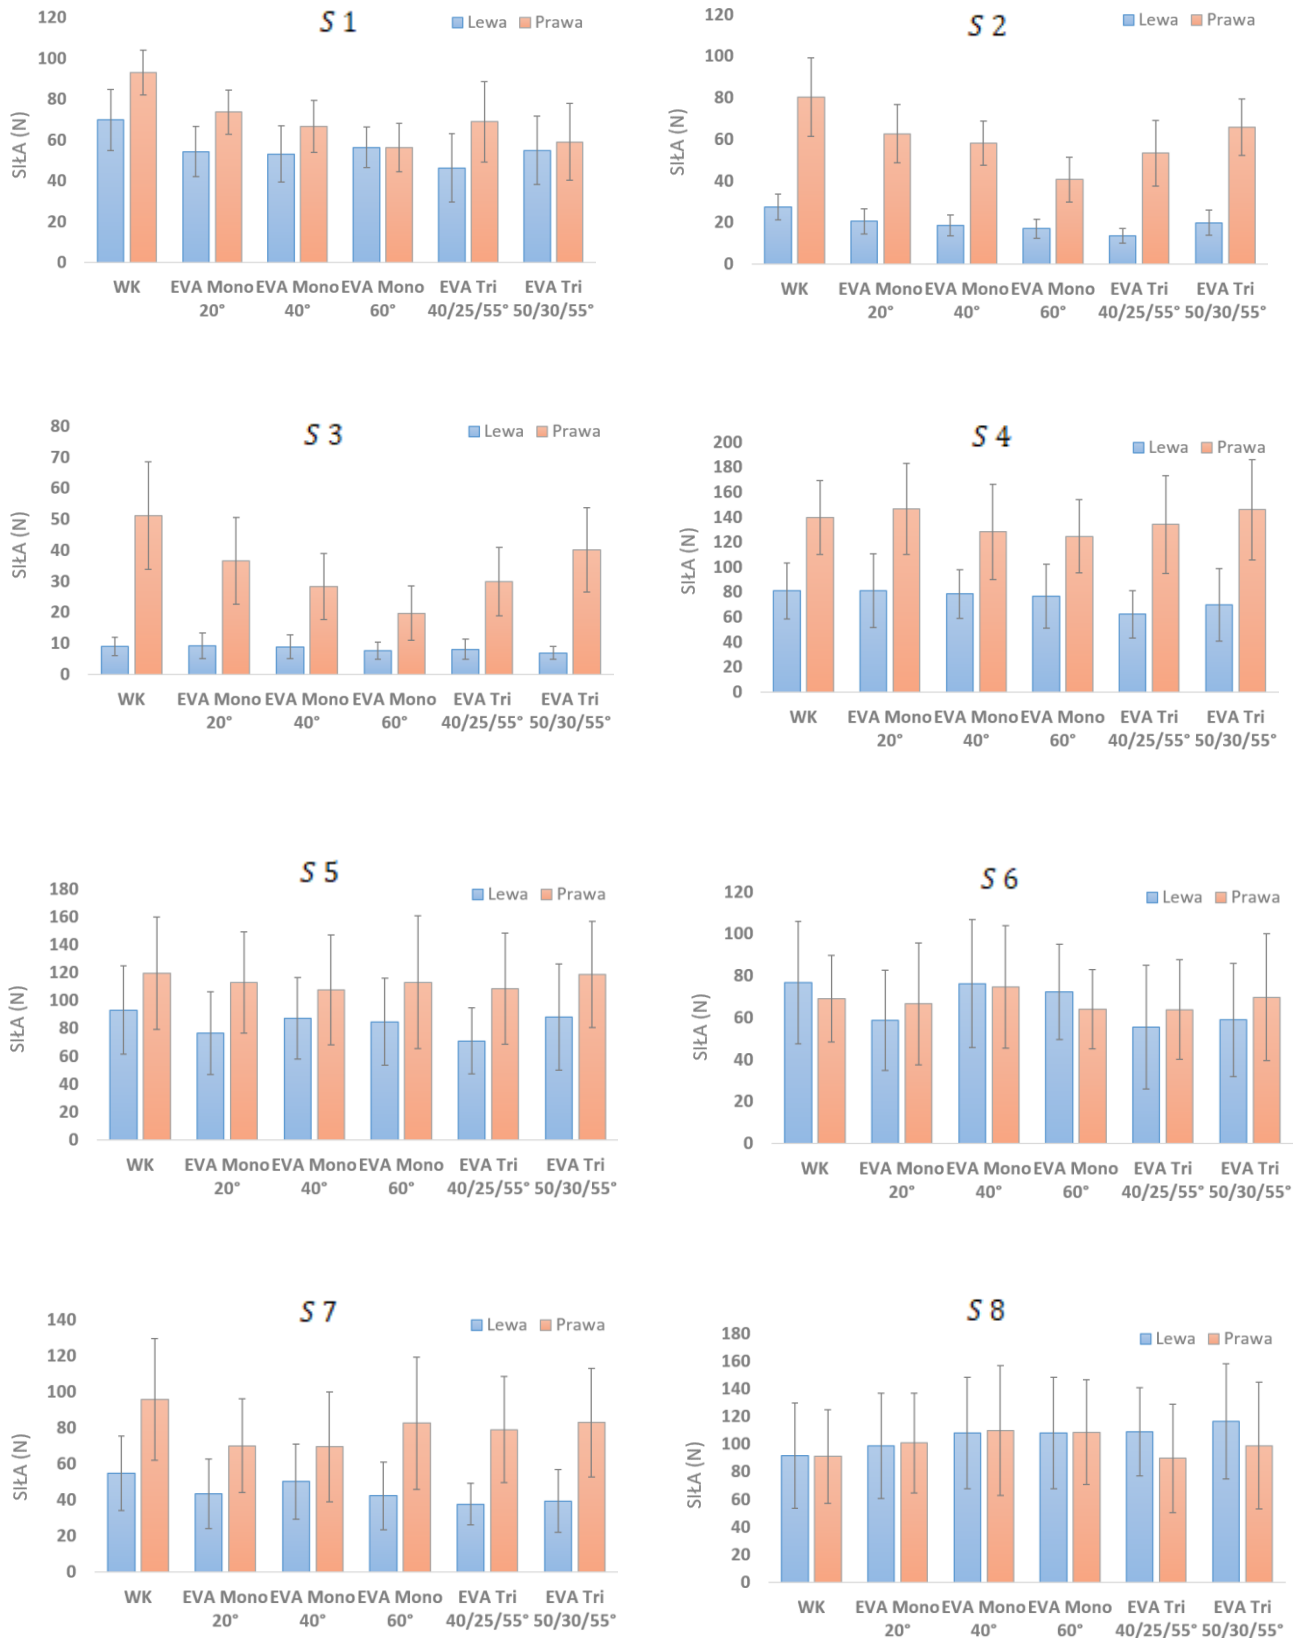 S 1
Lewa Prawa
SIŁA (N)
120
100
80
60
40
20
0
WK EVA Mono EVA Mono EVA Mono EVA Tri EVA Tri
20° 40° 60° 40/25/55° 50/30/55°
S 2
Lewa Prawa
SIŁA (N)
120
100
80
60
40
20
0
WK EVA Mono EVA Mono EVA Mono EVA Tri EVA Tri
20° 40° 60° 40/25/55° 50/30/55°
S 3
Lewa Prawa
SIŁA (N)
80
70
60
50
40
30
20
10
0
WK EVA Mono EVA Mono EVA Mono EVA Tri EVA Tri
20° 40° 60° 40/25/55° 50/30/55°
S 4
Lewa Prawa
SIŁA (N)
200
180
160
140
120
100
80
60
40
20
0
WK EVA Mono EVA Mono EVA Mono EVA Tri EVA Tri
20° 40° 60° 40/25/55° 50/30/55°
S 5
Lewa Prawa
SIŁA (N)
180
160
140
120
100
80
60
40
20
0
WK EVA Mono EVA Mono EVA Mono EVA Tri EVA Tri
20° 40° 60° 40/25/55° 50/30/55°
S 6
Lewa Prawa
SIŁA (N)
120
100
80
60
40
20
0
WK EVA Mono EVA Mono EVA Mono EVA Tri EVA Tri
20° 40° 60° 40/25/55° 50/30/55°
S 7
Lewa Prawa
SIŁA (N)
140
120
100
80
60
40
20
0
WK EVA Mono EVA Mono EVA Mono EVA Tri EVA Tri
20° 40° 60° 40/25/55° 50/30/55°
S 8
Lewa Prawa
SIŁA (N)
180
160
140
120
100
80
60
40
20
0
WK EVA Mono EVA Mono EVA Mono EVA Tri EVA Tri
20° 40° 60° 40/25/55° 50/30/55°